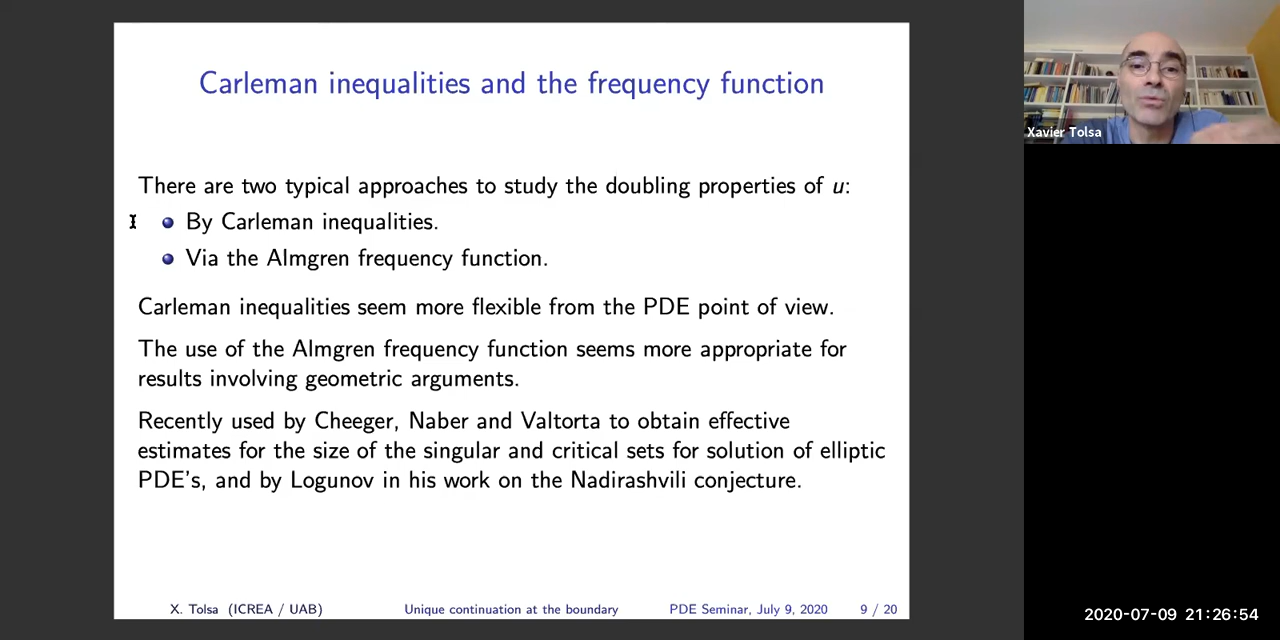 Carleman inequalities and the frequency function
There are two typical approaches to study the doubling properties of u:
By Carleman inequalities.
Via the Almgren frequency function.
Carleman inequalities seem more flexible from the PDE point of view.
The use of the Almgren frequency function seems more appropriate for
results involving geometric arguments.
Recently used by Cheeger, Naber and Valtorta to obtain effective
estimates for the size of the singular and critical sets for solution of elliptic
PDE's, and by Logunov in his work on the Nadirashvili conjecture.
X. Tolsa (ICREA / UAB) Unique continuation at the boundary PDE Seminar, July 9, 2020 9 / 20
Xavier Tolsa
2020-07-09 21:26:54